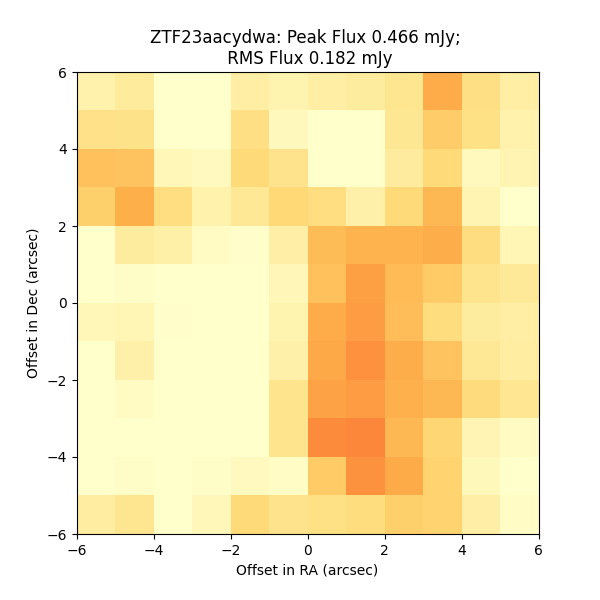 ZTF23aacydwa: Peak Flux 0.466 mJy;
RMS Flux 0.182 mJy
6
4
2
0
−2
−4
−6
Offset in Dec (arcsec)
−6 −4 −2 0 2 4 6
Offset in RA (arcsec)